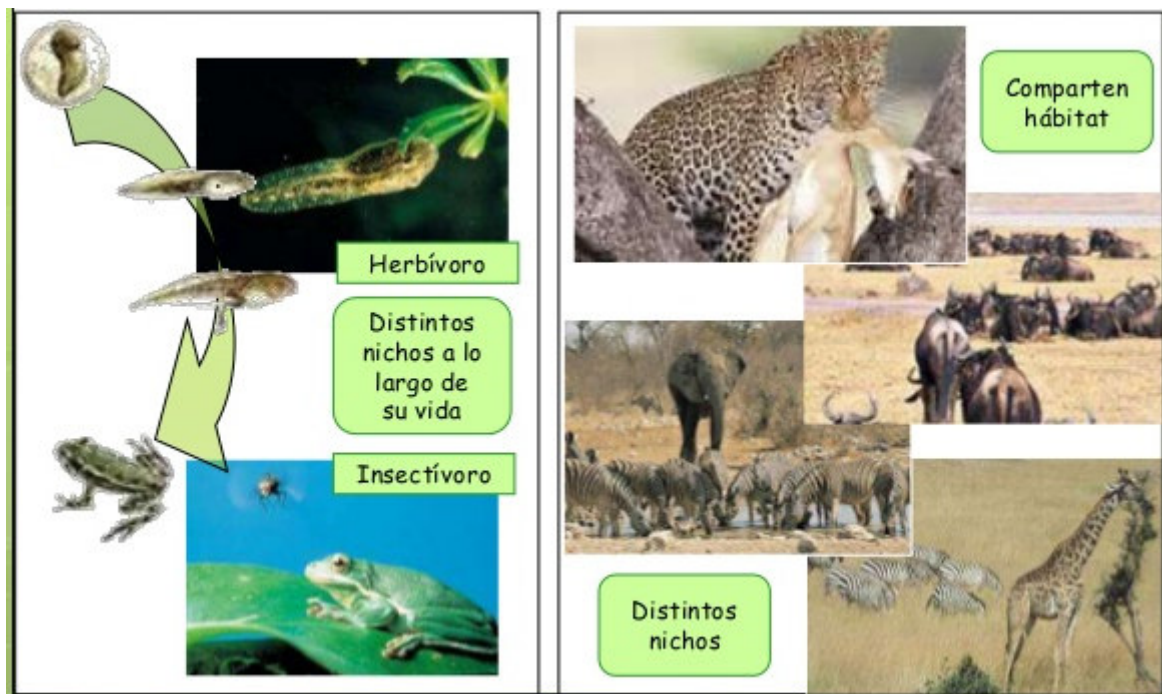 Herbívoro
Distintos
nichos a lo
largo de
su vida
Insectívoro
Comparten
hábitat
Distintos
nichos